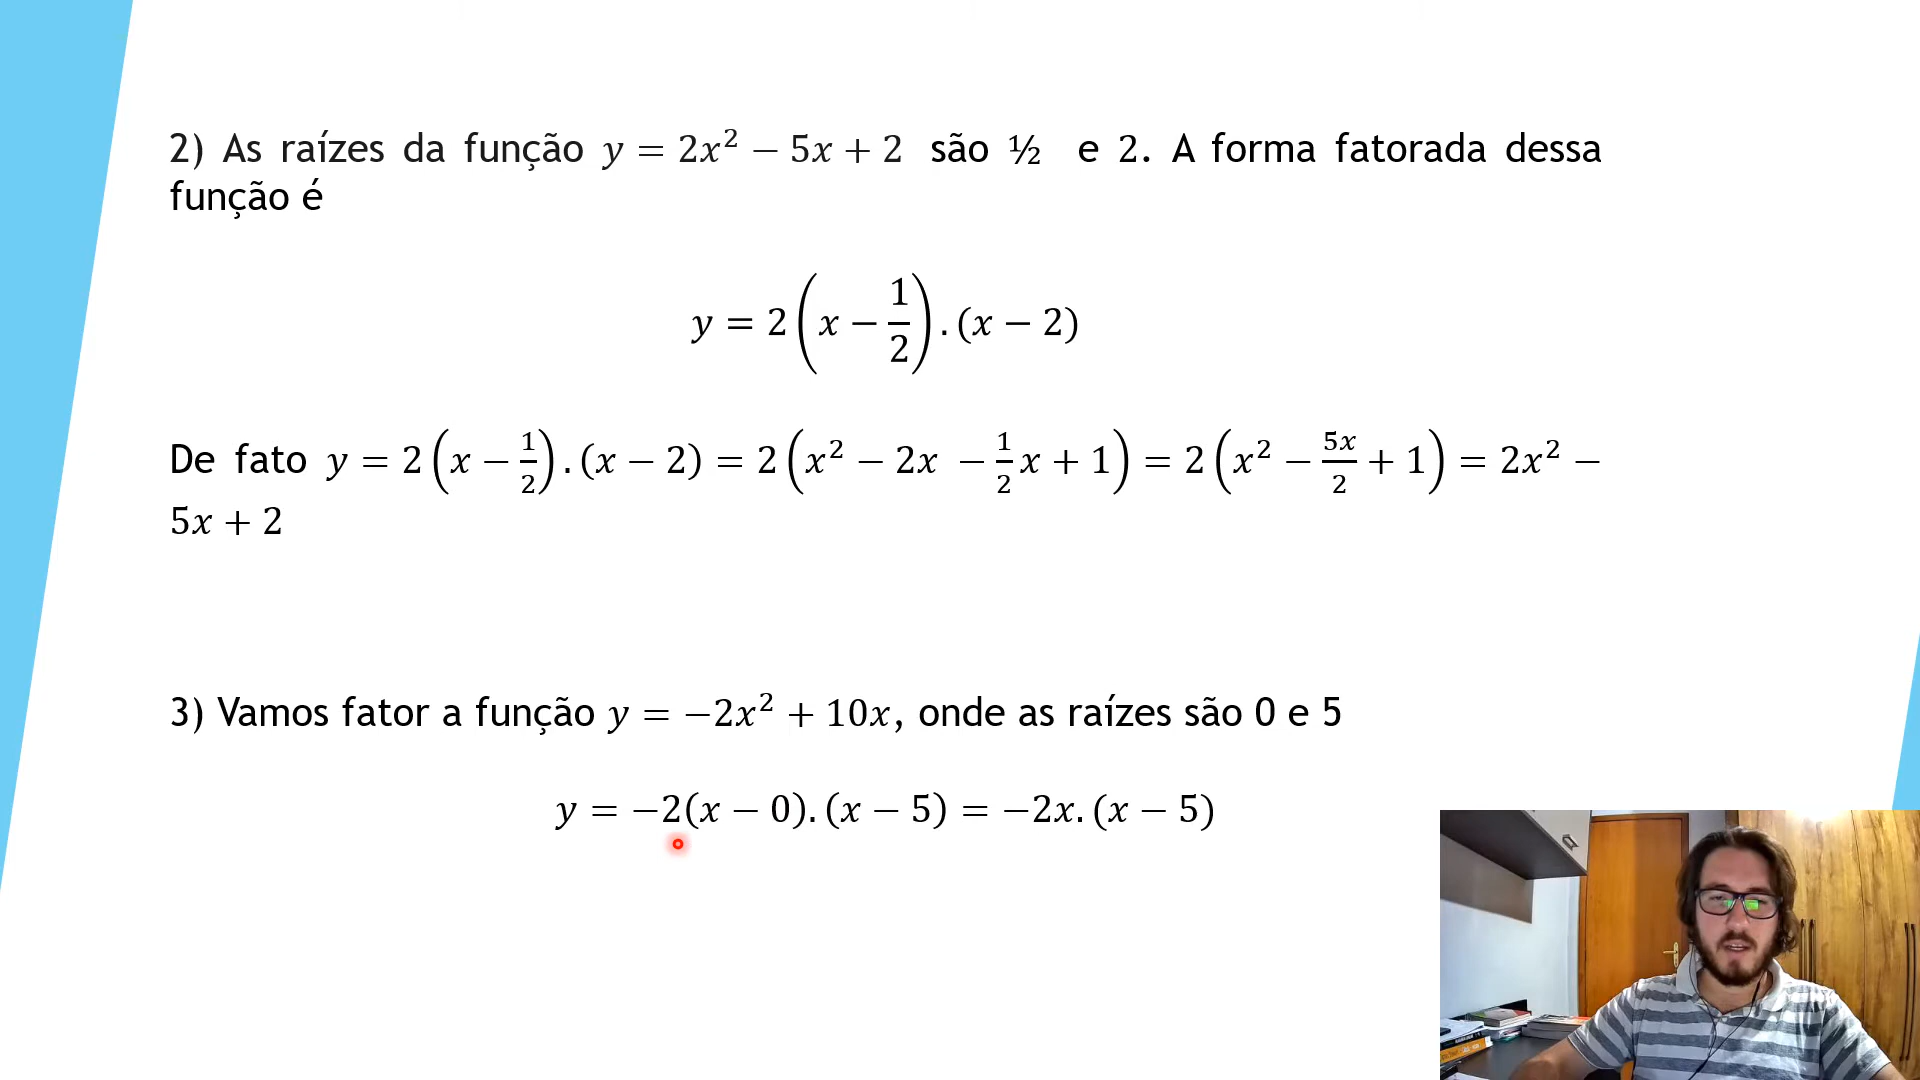 2) As raízes da função y = 2x² − 5x + 2 são ½ e 2. A forma fatorada dessa
função é
y = 2(x − 1/2).(x − 2)
De fato y = 2(x − 1/2).(x − 2) = 2(x² − 2x − 1/2x + 1) = 2(x² − 5x/2 + 1) = 2x² −
5x + 2
3) Vamos fator a função y = −2x² + 10x, onde as raízes são 0 e 5
y = −2(x − 0).(x − 5) = −2x.(x − 5)